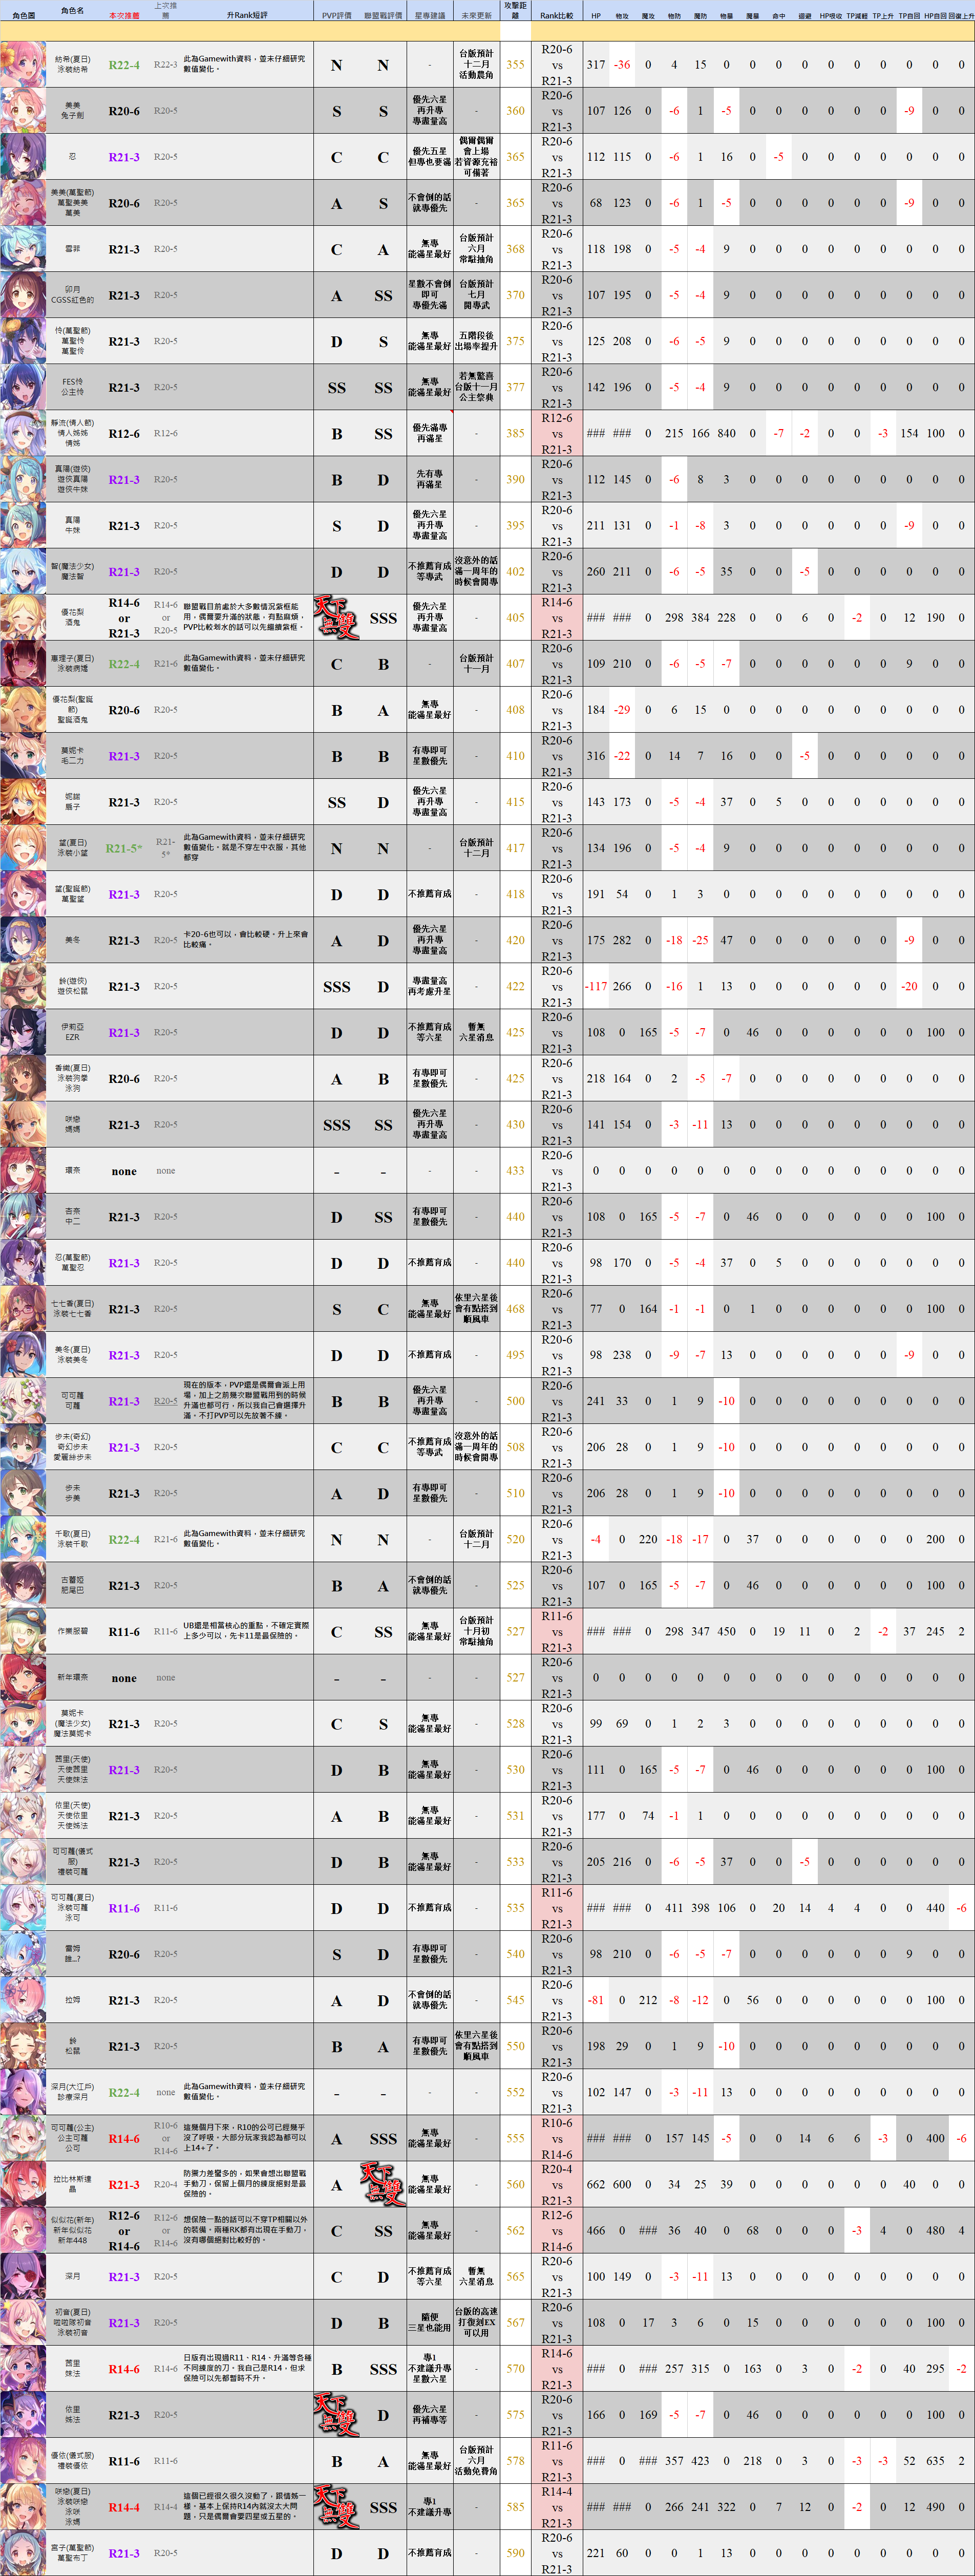 角色圖 角色名 本次推薦 上次推薦 升Rank短評 PVP評價 聯盟戰評價 星專建議 未來更新 攻擊距離 Rank比較 HP 物攻 魔攻 物防 魔防 物暴 魔暴 命中 迴避 HP吸收 TP減輕 TP上升 TP自回 HP自回 回復上升
紡希(夏日) 泳裝紡希 R22-4 R22-3 此為Gamewith資料，並未仔細研究數值變化。 N N - 台版預計十二月活動農角 355 R20-6 vs R21-3 317 -36 0 4 15 0 0 0 0 0 0 0 0 0 0
美美 兔子劍 R20-6 R20-5 S S 優先六星再升專專盡量高 - 360 R20-6 vs R21-3 107 126 0 -6 1 -5 0 0 0 0 0 0 -9 0 0
忍 R21-3 R20-5 C C 優先五星但專也要滿 偶爾偶爾會上場若資源充裕可備著 365 R20-6 vs R21-3 112 115 0 -6 1 16 0 -5 0 0 0 0 0 0 0
美美(萬聖節) 萬聖美美 萬美 R20-6 R20-5 A S 不會倒的話就專優先 - 365 R20-6 vs R21-3 68 123 0 -6 1 -5 0 0 0 0 0 0 -9 0 0
雪菲 R21-3 R20-5 C A 無專能滿星最好 台版預計六月常駐抽角 368 R20-6 vs R21-3 118 198 0 -5 -4 9 0 0 0 0 0 0 0 0 0
卯月 CGSS紅色的 R21-3 R20-5 A SS 星數不會倒即可專優先滿 台版預計七月開專武 370 R20-6 vs R21-3 107 195 0 -5 -4 9 0 0 0 0 0 0 0 0 0
怜(萬聖節) 萬聖怜 萬聖伶 R21-3 R20-5 D S 無專能滿星最好 五階段後出場率提升 375 R20-6 vs R21-3 125 208 0 -6 -5 9 0 0 0 0 0 0 0 0 0
FES怜 公主怜 R21-3 R20-5 SS SS 無專能滿星最好 若無驚喜台版十一月公主祭典 377 R20-6 vs R21-3 142 196 0 -5 -4 9 0 0 0 0 0 0 0 0 0
靜流(情人節) 情人姊姊 情姊 R12-6 R12-6 B SS 優先滿專再滿星 - 385 R12-6 vs R21-3 ### ### 0 215 166 840 0 -7 -2 0 0 -3 154 100 0
真陽(遊俠) 遊俠真陽 遊俠牛妹 R21-3 R20-5 B D 先有專再滿星 - 390 R20-6 vs R21-3 112 145 0 -6 8 3 0 0 0 0 0 0 0 0 0
真陽 牛妹 R21-3 R20-5 S D 優先六星再升專專盡量高 - 395 R20-6 vs R21-3 211 131 0 -1 -8 3 0 0 0 0 0 0 -9 0 0
智(魔法少女) 魔法智 R21-3 R20-5 D D 不推薦育成等專武 沒意外的話滿一周年的時候會開專 402 R20-6 vs R21-3 260 211 0 -6 -5 35 0 0 -5 0 0 0 0 0 0
優花梨 酒鬼 R14-6 or R21-3 R14-6 or R20-5 聯盟戰目前處於大多數情況紫框能用，偶爾要升滿的狀態，有點麻煩，PVP比較划水的話可以先繼續紫框。 天下無雙 SSS 優先六星再升專專盡量高 - 405 R14-6 vs R21-3 ### ### 0 298 384 228 0 0 6 0 -2 0 12 190 0
惠理子(夏日) 泳裝病嬌 R22-4 R21-6 此為Gamewith資料，並未仔細研究數值變化。 C B - 台版預計十一月 407 R20-6 vs R21-3 109 210 0 -6 -5 -7 0 0 0 0 0 0 9 0 0
優花梨(聖誕節) 聖誕酒鬼 R20-6 R20-5 B A 無專能滿星最好 - 408 R20-6 vs R21-3 184 -29 0 6 15 0 0 0 0 0 0 0 0 0 0
莫妮卡 毛二力 R21-3 R20-5 B B 有專即可星數優先 - 410 R20-6 vs R21-3 316 -22 0 14 7 16 0 0 -5 0 0 0 0 0 0
妮諾 扇子 R21-3 R20-5 SS D 優先六星再升專專盡量高 - 415 R20-6 vs R21-3 143 173 0 -5 -4 37 0 5 0 0 0 0 0 0 0
望(夏日) 泳裝小望 R21-5* R21-5* 此為Gamewith資料，並未仔細研究數值變化。就是不穿左中衣服，其他都穿 N N - 台版預計十二月 417 R20-6 vs R21-3 134 196 0 -5 -4 9 0 0 0 0 0 0 0 0 0
望(聖誕節) 萬聖望 R21-3 R20-5 D D 不推薦育成 - 418 R20-6 vs R21-3 191 54 0 1 3 0 0 0 0 0 0 0 0 0 0
美冬 R21-3 R20-5 卡20-6也可以，會比較硬，升上來會比較痛。 A D 優先六星再升專專盡量高 - 420 R20-6 vs R21-3 175 282 0 -18 -25 47 0 0 0 0 0 0 -9 0 0
鈴(遊俠) 遊俠松鼠 R21-3 R20-5 SSS D 專盡量高再考慮升星 - 422 R20-6 vs R21-3 -117 266 0 -16 1 13 0 0 0 0 0 0 -20 0 0
伊莉亞 EZR R21-3 R20-5 D D 不推薦育成等六星 暫無六星消息 425 R20-6 vs R21-3 108 0 165 -5 -7 0 46 0 0 0 0 0 0 100 0
香織(夏日) 泳裝狗拳 泳狗 R20-6 R20-5 A B 有專即可星數優先 - 425 R20-6 vs R21-3 218 164 0 2 -5 -7 0 0 0 0 0 0 0 0 0
咲戀 媽媽 R21-3 R20-5 SSS SS 優先六星再升專專盡量高 - 430 R20-6 vs R21-3 141 154 0 -3 -11 13 0 0 0 0 0 0 0 0 0
環奈 none none – – - - 433 R20-6 vs R21-3 0 0 0 0 0 0 0 0 0 0 0 0 0 0 0
杏奈 中二 R21-3 R20-5 D SS 有專即可星數優先 - 440 R20-6 vs R21-3 108 0 165 -5 -7 0 46 0 0 0 0 0 0 100 0
忍(萬聖節) 萬聖忍 R21-3 R20-5 D D 不推薦育成 - 440 R20-6 vs R21-3 98 170 0 -5 -4 37 0 5 0 0 0 0 0 0 0
七七香(夏日) 泳裝七七香 R21-3 R20-5 S C 無專能滿星最好 依里六星後會有點搭到順風車 468 R20-6 vs R21-3 77 0 164 -1 -1 0 1 0 0 0 0 0 0 100 0
美冬(夏日) 泳裝美冬 R21-3 R20-5 D D 不推薦育成 - 495 R20-6 vs R21-3 98 238 0 -9 -7 13 0 0 0 0 0 0 -9 0 0
可可蘿 可蘿 R21-3 R20-5 現在的版本，PVP還是偶爾會派上用場，加上之前幾次聯盟戰用到的時候升滿也都可行，所以我自己會選擇升滿。不打PVP可以先放著不練。 B B 優先六星再升專專盡量高 - 500 R20-6 vs R21-3 241 33 0 1 9 -10 0 0 0 0 0 0 0 0 0
步未(奇幻) 奇幻步未 愛麗絲步未 R21-3 R20-5 C C 不推薦育成等專武 沒意外的話滿一周年的時候會開專 508 R20-6 vs R21-3 206 28 0 1 9 -10 0 0 0 0 0 0 0 0 0
步未 步美 R21-3 R20-5 A D 有專即可星數優先 - 510 R20-6 vs R21-3 206 28 0 1 9 -10 0 0 0 0 0 0 0 0 0
千歌(夏日) 泳裝千歌 R22-4 R21-6 此為Gamewith資料，並未仔細研究數值變化。 N N - 台版預計十二月 520 R20-6 vs R21-3 -4 0 220 -18 -17 0 37 0 0 0 0 0 0 200 0
古蕾婭 肥尾巴 R21-3 R20-5 B A 不會倒的話就專優先 - 525 R20-6 vs R21-3 107 0 165 -5 -7 0 46 0 0 0 0 0 0 100 0
作業服碧 R11-6 R11-6 UB還是相當核心的重點，不確定實際上多少可以，先卡11是最保險的。 C SS 無專能滿星最好 台版預計十月初常駐抽角 527 R11-6 vs R21-3 ### ### 0 298 347 450 0 19 11 0 2 -2 37 245 2
新年環奈 none none – – - - 527 R20-6 vs R21-3 0 0 0 0 0 0 0 0 0 0 0 0 0 0 0
莫妮卡(魔法少女) 魔法莫妮卡 R21-3 R20-5 C S 無專能滿星最好 - 528 R20-6 vs R21-3 99 69 0 1 2 3 0 0 0 0 0 0 0 0 0
茜里(天使) 天使茜里 天使妹法 R21-3 R20-5 D B 無專能滿星最好 - 530 R20-6 vs R21-3 111 0 165 -5 -7 0 46 0 0 0 0 0 0 100 0
依里(天使) 天使依里 天使姊法 R21-3 R20-5 A B 無專能滿星最好 - 531 R20-6 vs R21-3 177 0 74 -1 1 0 0 0 0 0 0 0 0 0 0
可可蘿(儀式服) 禮裝可蘿 R21-3 R20-5 D B 無專能滿星最好 - 533 R20-6 vs R21-3 205 216 0 -6 -5 37 0 0 -5 0 0 0 0 0 0
可可蘿(夏日) 泳裝可蘿 泳可 R11-6 R11-6 D D 不推薦育成 - 535 R11-6 vs R21-3 ### ### 0 411 398 106 0 20 14 4 4 0 0 440 -6
雷姆 誰...? R20-6 R20-5 S D 有專即可星數優先 - 540 R20-6 vs R21-3 98 210 0 -6 -5 -7 0 0 0 0 0 0 9 0 0
拉姆 R21-3 R20-5 A D 不會倒的話就專優先 - 545 R20-6 vs R21-3 -81 0 212 -8 -12 0 56 0 0 0 0 0 0 100 0
鈴 松鼠 R21-3 R20-5 B A 有專即可星數優先 依里六星後會有點搭到順風車 550 R20-6 vs R21-3 198 29 0 1 9 -10 0 0 0 0 0 0 0 0 0
深月(大江戶) 診療深月 R22-4 none 此為Gamewith資料，並未仔細研究數值變化。 – – - - 552 R20-6 vs R21-3 102 147 0 -3 -11 13 0 0 0 0 0 0 0 0 0
可可蘿(公主) 公主可蘿 公可 R14-6 R10-6 or R14-6 這幾個月下來，R10的公可已經幾乎沒了呼吸。大部分玩家我認為都可以上14+了。 A SSS 無專能滿星最好 - 555 R10-6 vs R14-6 ### ### 0 157 145 -5 0 0 14 6 6 -3 0 400 -6
拉比林斯達 晶 R21-3 R20-4 防禦力差蠻多的，如果會想出聯盟戰手動刀，保留上個月的練度絕對是最保險的。 A 天下無雙 無專能滿星最好 - 560 R20-4 vs R21-3 662 600 0 34 25 39 0 0 0 0 0 0 40 0 0
似似花(新年) 新年似似花 新年448 R12-6 or R14-6 R12-6 or R14-6 想保險一點的話可以不穿TP相關以外的裝備。兩種RK都有出現在手動刀，沒有哪個絕對比較好的。 C SS 無專能滿星最好 - 562 R12-6 vs R14-6 466 0 ### 36 40 0 68 0 0 0 -3 4 0 480 4
深月 R21-3 R20-5 C D 不推薦育成等六星 暫無六星消息 565 R20-6 vs R21-3 100 149 0 -3 -11 13 0 0 0 0 0 0 0 0 0
初音(夏日) 啦啦隊初音 泳裝初音 R21-3 R20-5 D B 隨便三星也能用 台版的高速打復刻EX可以用 567 R20-6 vs R21-3 108 0 17 3 6 0 15 0 0 0 0 0 0 100 0
茜里 妹法 R14-6 R14-6 日版有出現過R11、R14、升滿等各種不同練度的刀。我自己是R14，但求保險可以先都暫時不升。 B SSS 專1不建議升專星數六星 - 570 R14-6 vs R21-3 ### 0 ### 257 315 0 163 0 3 0 -2 0 40 295 -2
依里 姊法 R21-3 R20-5 天下無雙 D 優先六星再補專等 - 575 R20-6 vs R21-3 166 0 169 -5 -7 0 46 0 0 0 0 0 0 100 0
優依(儀式服) 禮裝優依 R11-6 R11-6 B A 無專能滿星最好 台版預計六月活動免費角 578 R11-6 vs R21-3 ### 0 ### 357 423 0 218 0 3 0 -3 -3 52 635 2
咲戀(夏日) 泳裝咲戀 泳咲 泳媽 R14-4 R14-4 這個已經很久很久沒動了，跟情姊一樣。基本上保持R14內就沒太大問題，只是偶爾會要四星或五星的。 天下無雙 SSS 專1不建議升專 - 585 R14-4 vs R21-3 ### ### 0 266 241 322 0 7 12 0 -2 0 12 490 0
宮子(萬聖節) 萬聖布丁 R21-3 R20-5 D D 不推薦育成 - 590 R20-6 vs R21-3 221 60 0 0 1 13 0 0 0 0 0 0 0 0 0